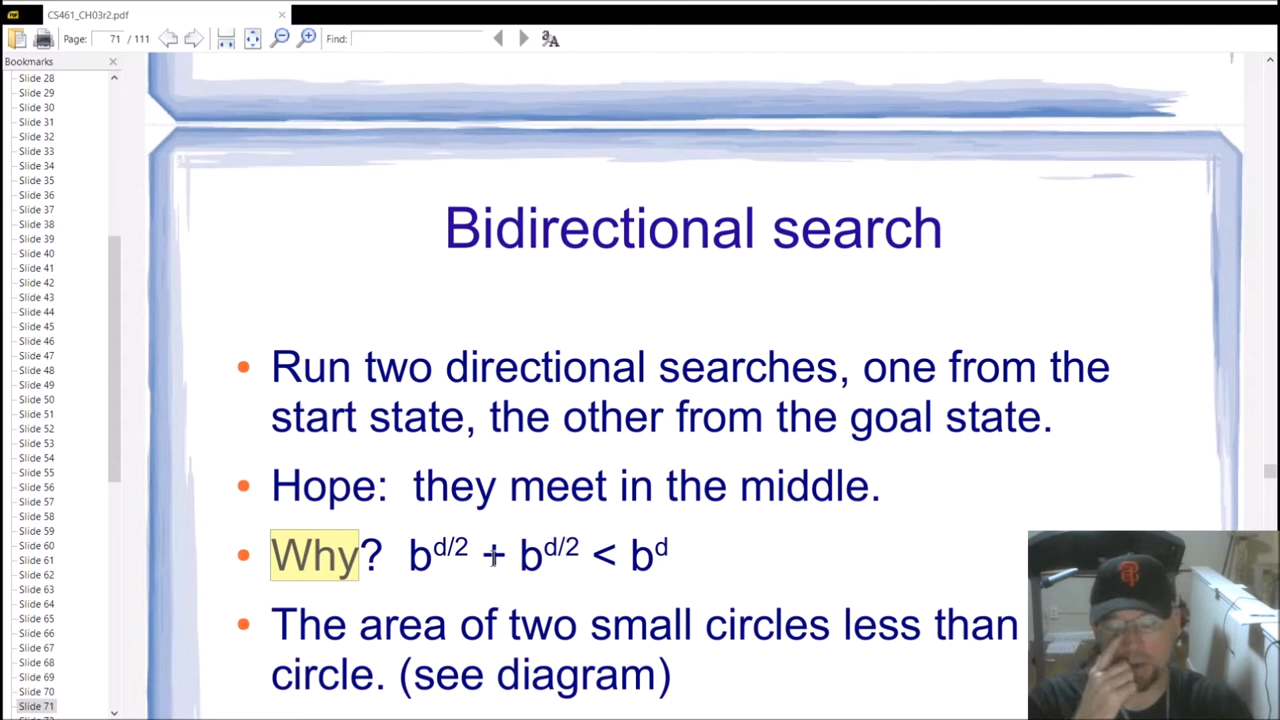 CS461_CH03r2.pdf
Page: 71 / 111
Find:
Bookmarks
Slide 28
Slide 29
Slide 30
Slide 31
Slide 32
Slide 33
Slide 34
Slide 35
Slide 36
Slide 37
Slide 38
Slide 39
Slide 40
Slide 41
Slide 42
Slide 43
Slide 44
Slide 45
Slide 46
Slide 47
Slide 48
Slide 49
Slide 50
Slide 51
Slide 52
Slide 53
Slide 54
Slide 55
Slide 56
Slide 57
Slide 58
Slide 59
Slide 60
Slide 61
Slide 62
Slide 63
Slide 64
Slide 65
Slide 66
Slide 67
Slide 68
Slide 69
Slide 70
Slide 71
Bidirectional search
• Run two directional searches, one from the
start state, the other from the goal state.
• Hope: they meet in the middle.
• Why? b^d/2 + b^d/2 < b^d
• The area of two small circles less than
circle. (see diagram)